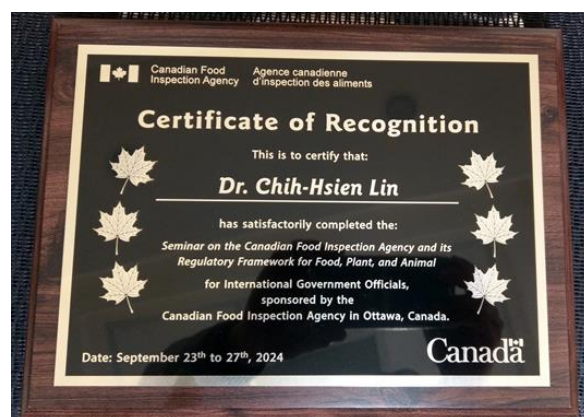 Canadian Food Agence canadienne
Inspection Agency d'inspection des aliments
Certificate of Recognition
This is to certify that:
Dr. Chih-Hsien Lin
has satisfactorily completed the:
Seminar on the Canadian Food Inspection Agency and its
Regulatory Framework for Food, Plant, and Animal
for International Government Officials,
sponsored by the
Canadian Food Inspection Agency in Ottawa, Canada.
Date: September 23th to 27th, 2024
Canada